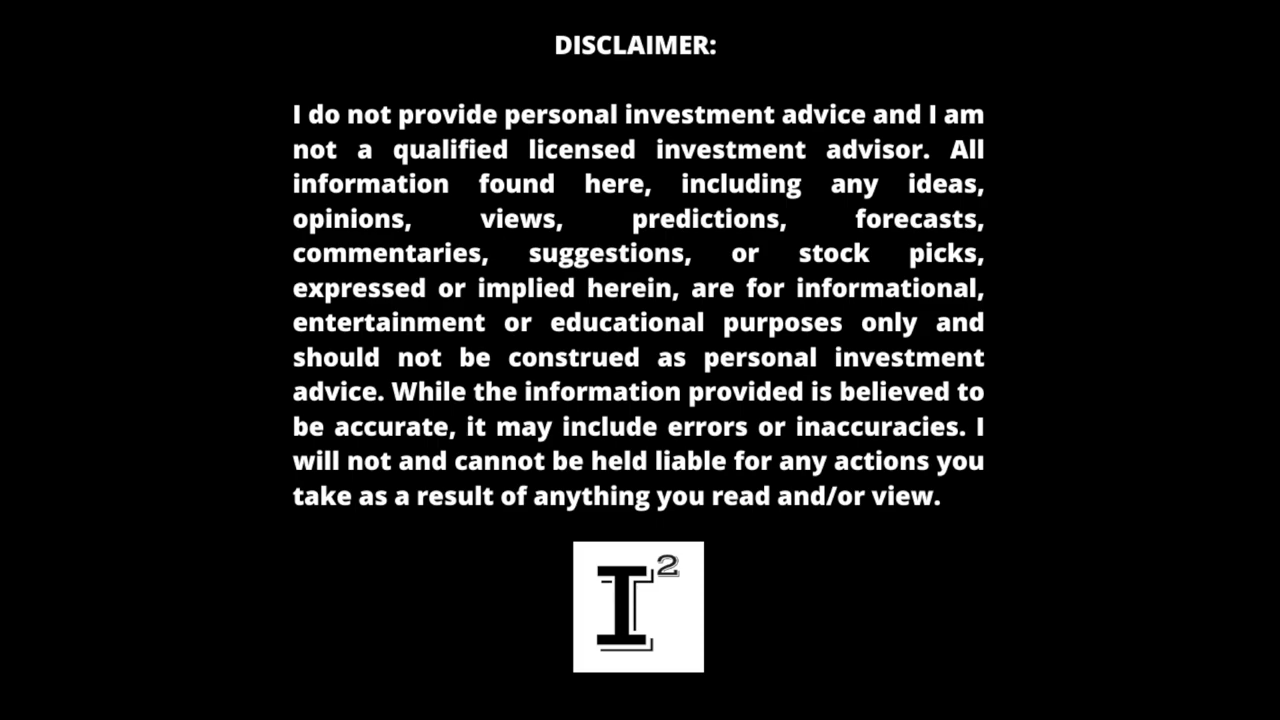 DISCLAIMER:
I do not provide personal investment advice and I am
not a qualified licensed investment advisor. All
information found here, including any ideas,
opinions, views, predictions, forecasts,
commentaries, suggestions, or stock picks,
expressed or implied herein, are for informational,
entertainment or educational purposes only and
should not be construed as personal investment
advice. While the information provided is believed to
be accurate, it may include errors or inaccuracies. I
will not and cannot be held liable for any actions you
take as a result of anything you read and/or view.
I²